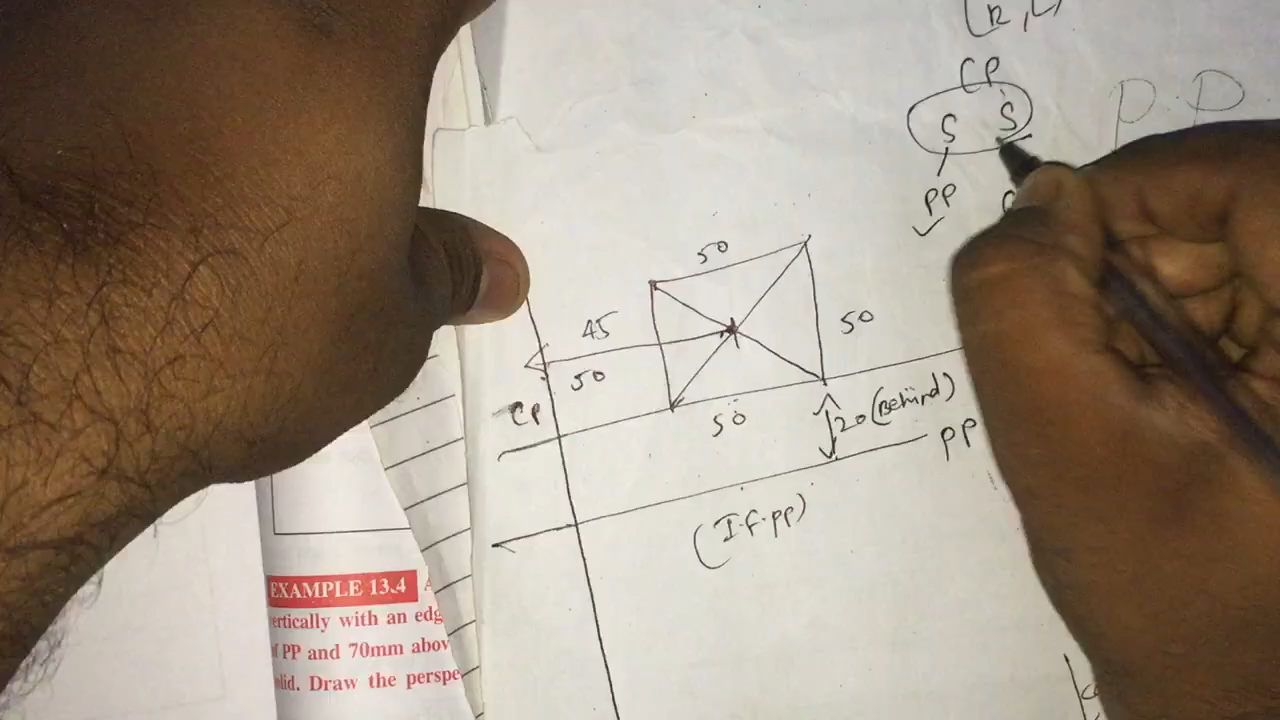 CP
P.P
S S
PP
50
45
50
50
CP
50
20 (Behind)
PP
(I.f.PP)
EXAMPLE 13.4
ertically with an edg
PP and 70mm abov
lid. Draw the perspe